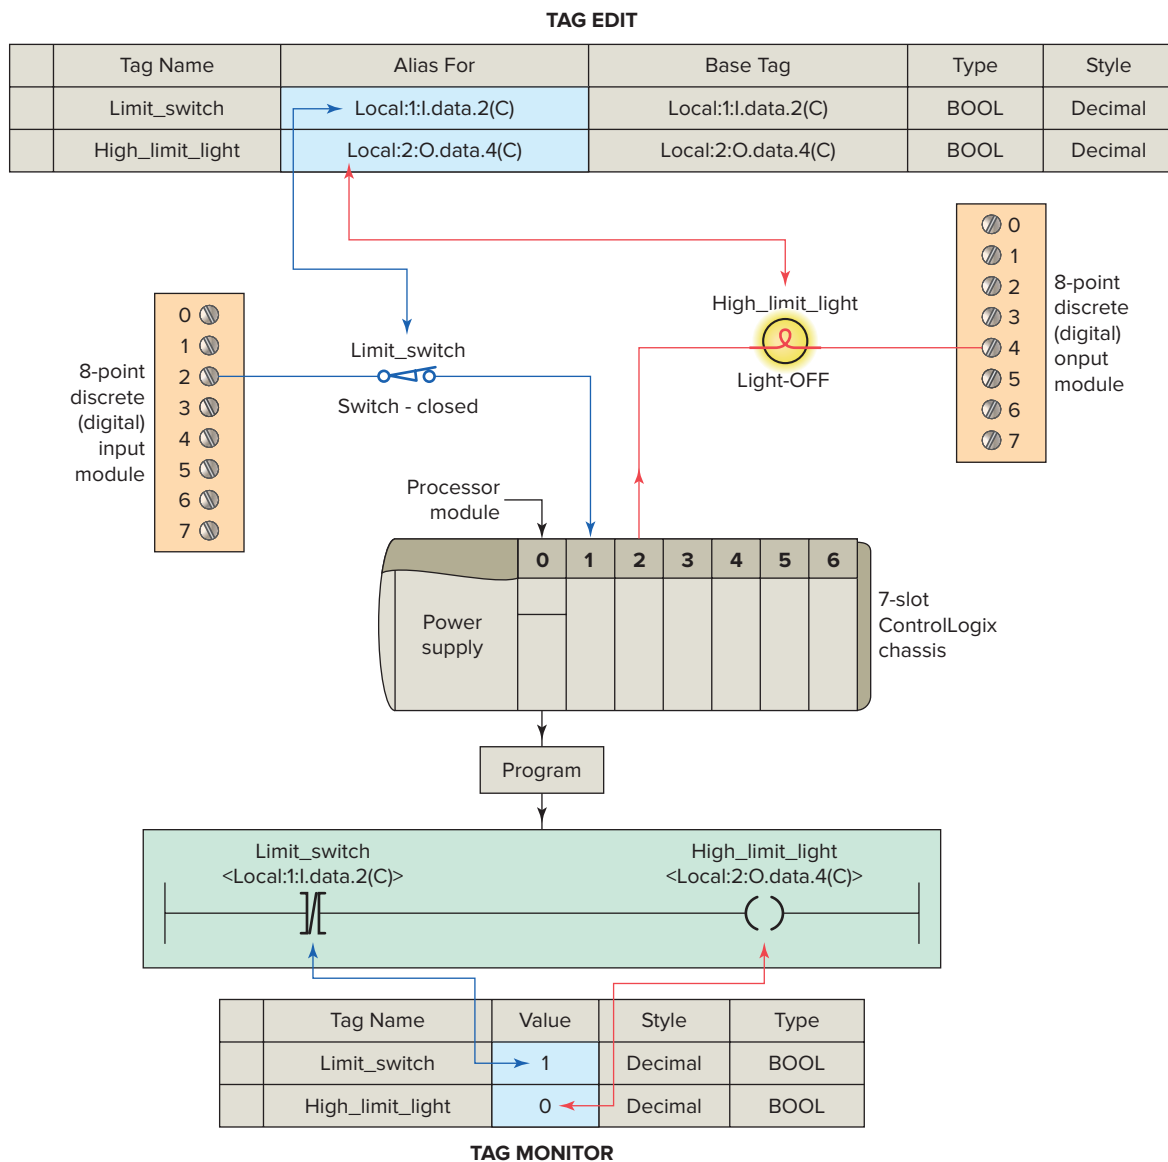 TAG EDIT
Tag Name Alias For Base Tag Type Style
Limit_switch Local:1:I.data.2(C) Local:1:I.data.2(C) BOOL Decimal
High_limit_light Local:2:O.data.4(C) Local:2:O.data.4(C) BOOL Decimal
0
1
2
3
4
5
6
7
8-point
discrete
(digital)
onput
module
High_limit_light
Light-OFF
8-point
discrete
(digital)
input
module
0
1
2
3
4
5
6
7
Limit_switch
Switch - closed
Processor
module
0 1 2 3 4 5 6
Power
supply
7-slot
ControlLogix
chassis
Program
Limit_switch
<Local:1:I.data.2(C)>
High_limit_light
<Local:2:O.data.4(C)>
Tag Name Value Style Type
Limit_switch 1 Decimal BOOL
High_limit_light 0 Decimal BOOL
TAG MONITOR